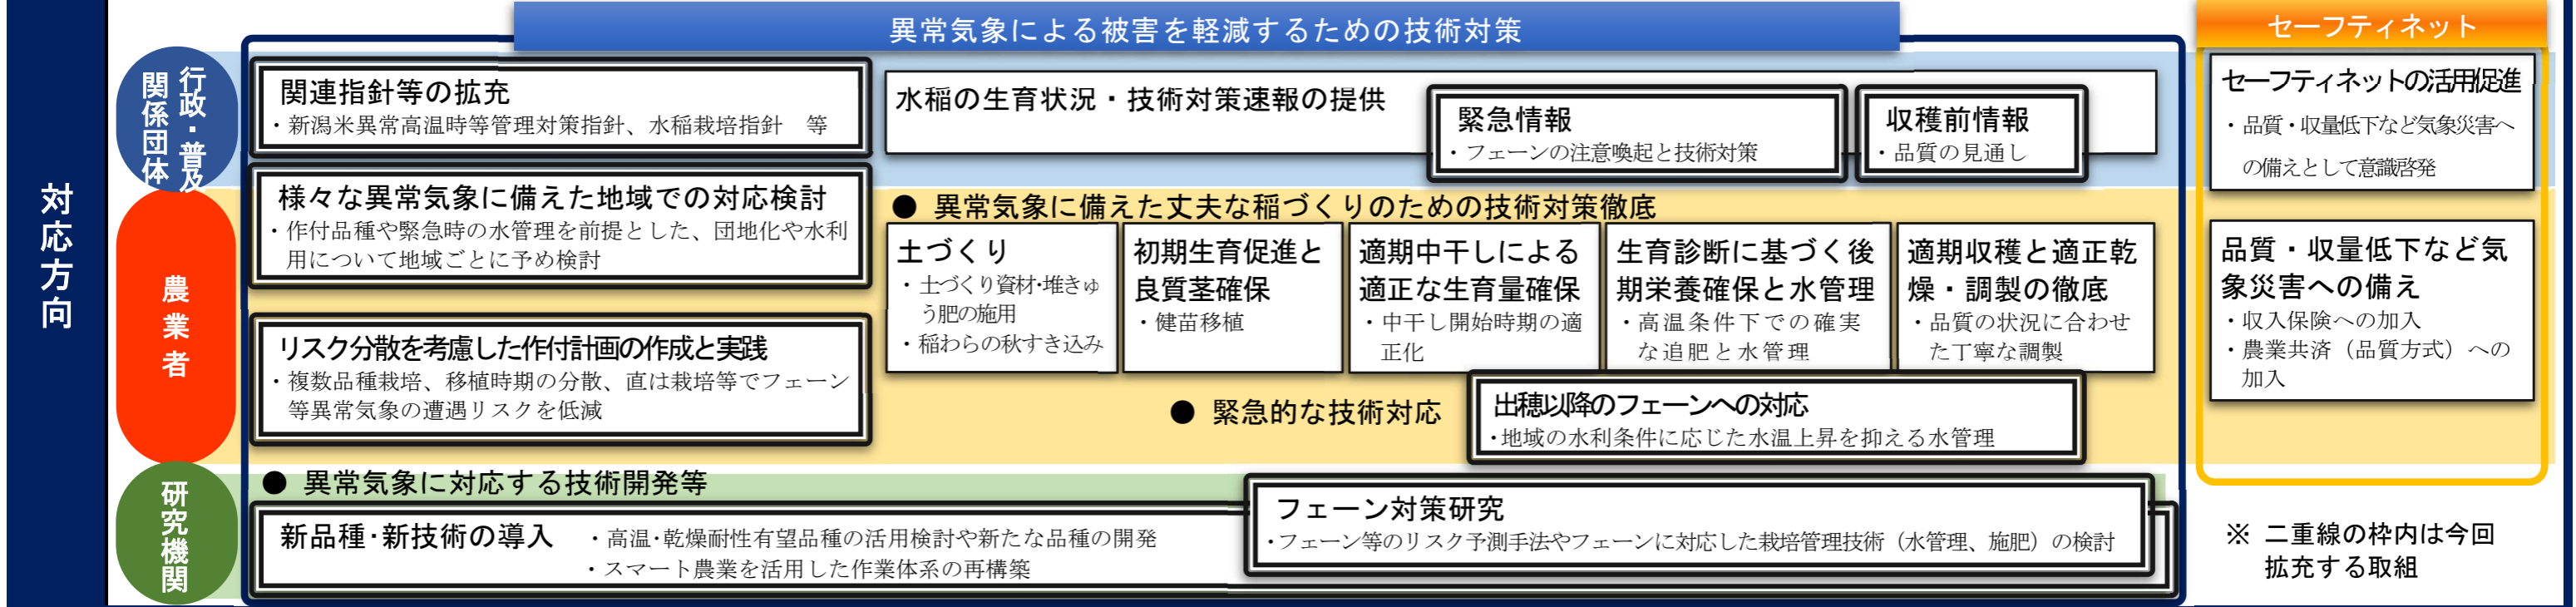 対応方向
異常気象による被害を軽減するための技術対策
セーフティネット
行政・普及
関係団体
関連指針等の拡充
・新潟米異常高温時等管理対策指針、水稲栽培指針　等
水稲の生育状況・技術対策速報の提供
緊急情報
・フェーンの注意喚起と技術対策
収穫前情報
・品質の見通し
セーフティネットの活用促進
・品質・収量低下など気象災害へ
の備えとして意識啓発
様々な異常気象に備えた地域での対応検討
・作付品種や緊急時の水管理を前提とした、団地化や水利
用について地域ごとに予め検討
農業者
リスク分散を考慮した作付計画の作成と実践
・複数品種栽培、移植時期の分散、直は栽培等でフェーン
等異常気象の遭遇リスクを低減
● 異常気象に備えた丈夫な稲づくりのための技術対策徹底
土づくり
・土づくり資材・堆きゅ
う肥の施用
・稲わらの秋すき込み
初期生育促進と
良質茎確保
・健苗移植
適期中干しによる
適正な生育量確保
・中干し開始時期の適
正化
生育診断に基づく後
期栄養確保と水管理
・高温条件下での確実
な追肥と水管理
適期収穫と適正乾
燥・調製の徹底
・品質の状況に合わせ
た丁寧な調製
● 緊急的な技術対応
出穂以降のフェーンへの対応
・地域の水利条件に応じた水温上昇を抑える水管理
品質・収量低下など気
象災害への備え
・収入保険への加入
・農業共済（品質方式）への
加入
研究機関
● 異常気象に対応する技術開発等
新品種・新技術の導入
・高温・乾燥耐性有望品種の活用検討や新たな品種の開発
・スマート農業を活用した作業体系の再構築
フェーン対策研究
・フェーン等のリスク予測手法やフェーンに対応した栽培管理技術（水管理、施肥）の検討
※ 二重線の枠内は今回
拡充する取組